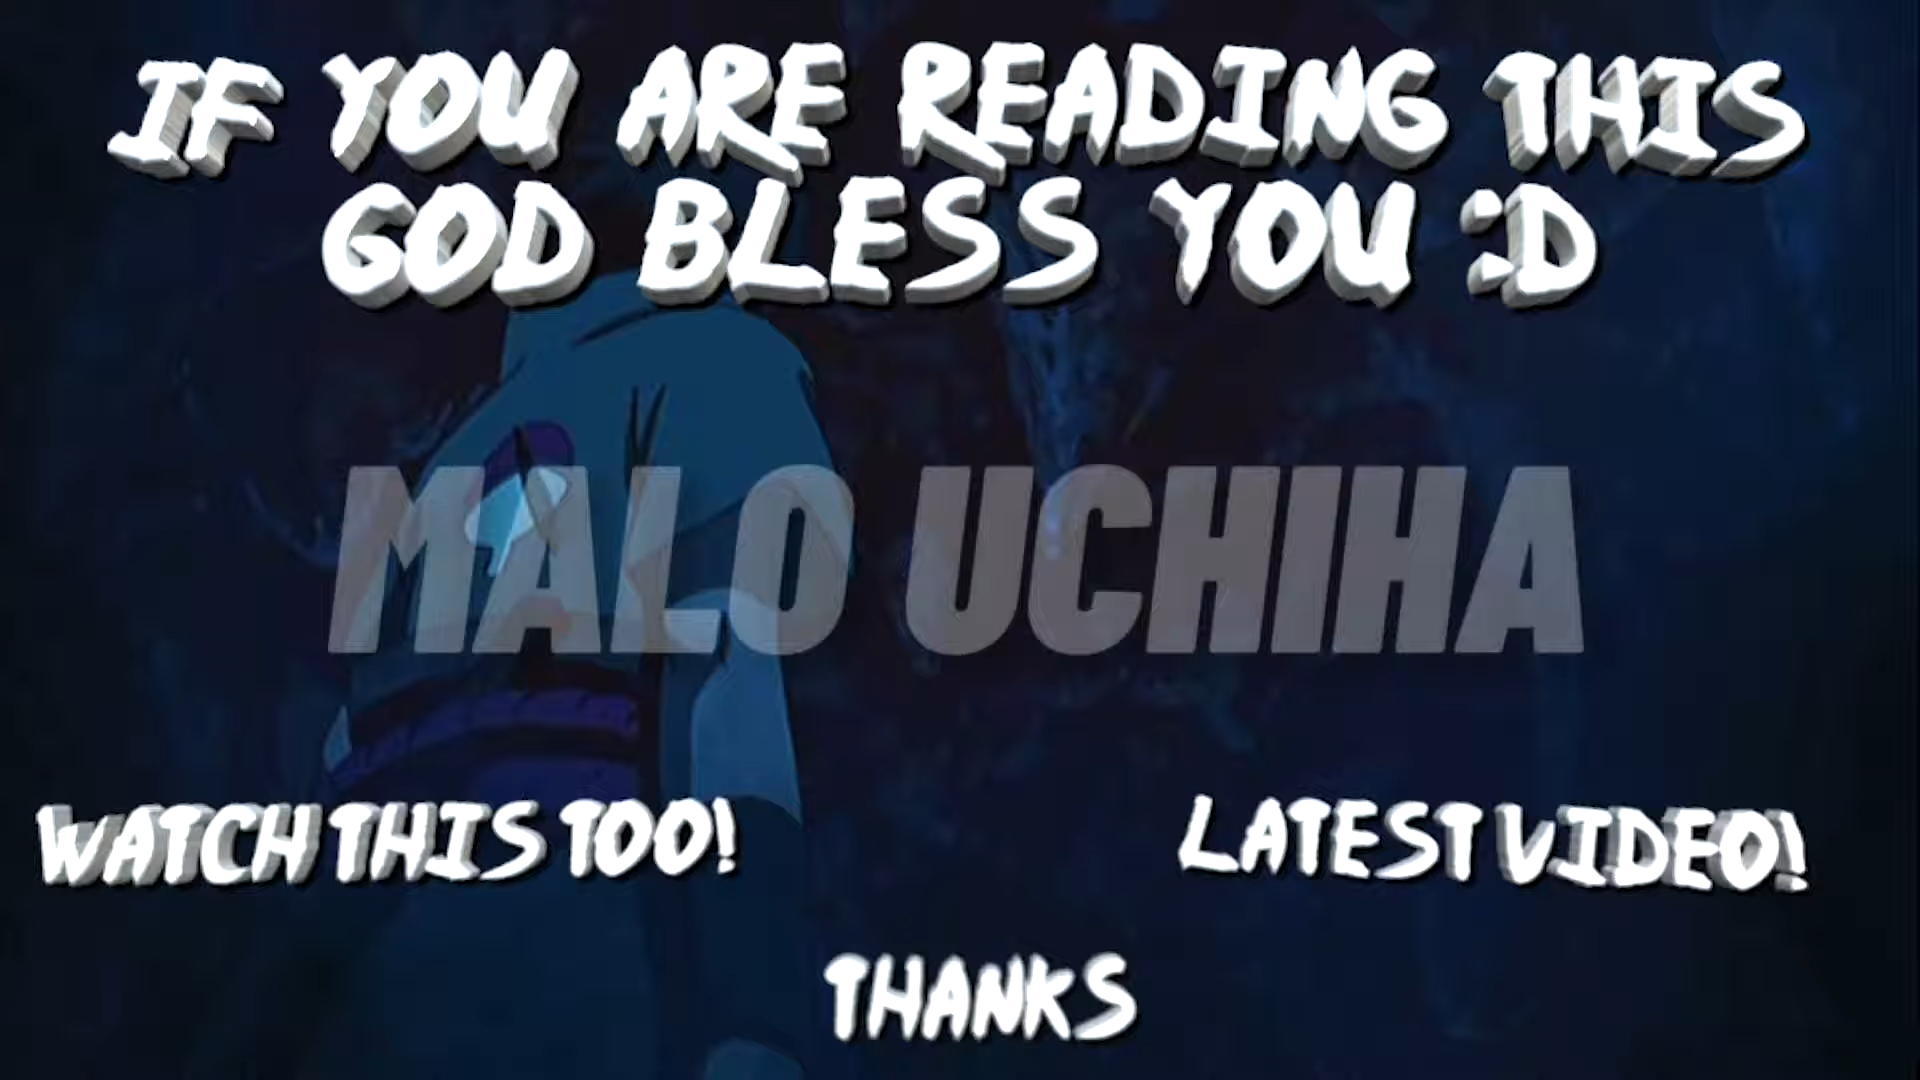 IF YOU ARE READING THIS
GOD BLESS YOU :D
MALO UCHIHA
WATCH THIS TOO!
LATEST VIDEO!
THANKS